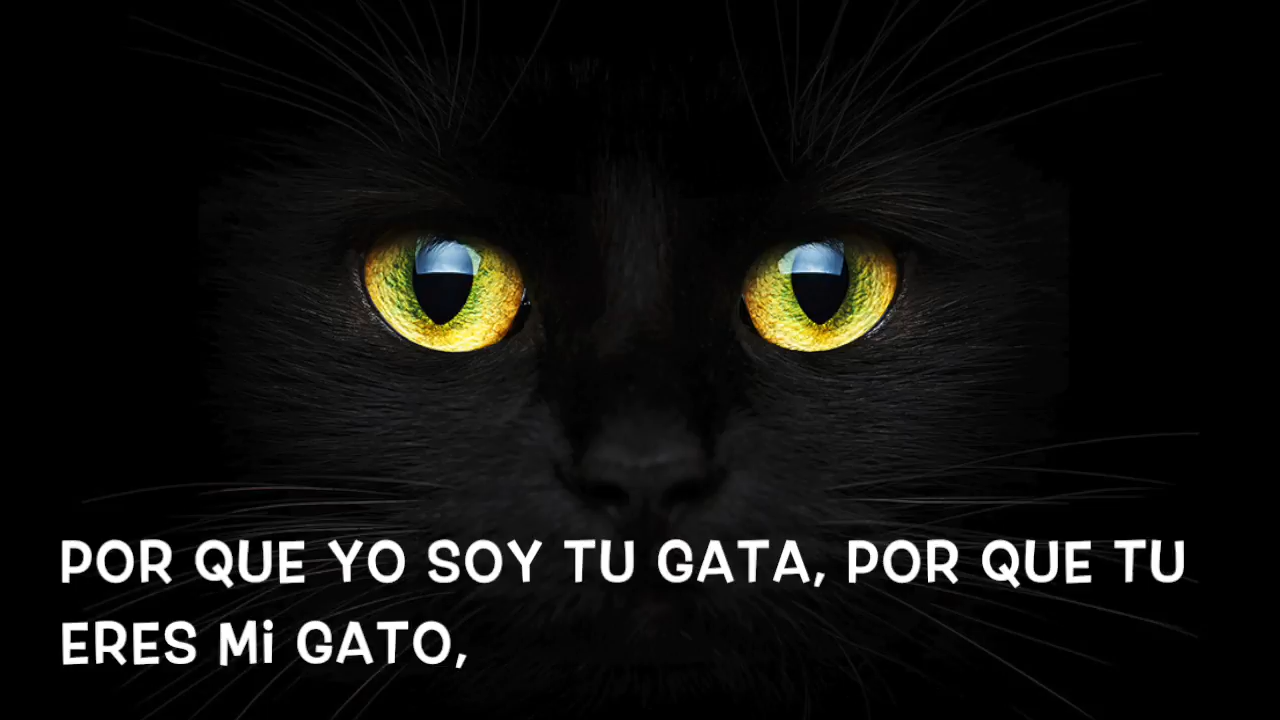 POR QUE YO SOY TU GATA, POR QUE TU
ERES Mi GATO,